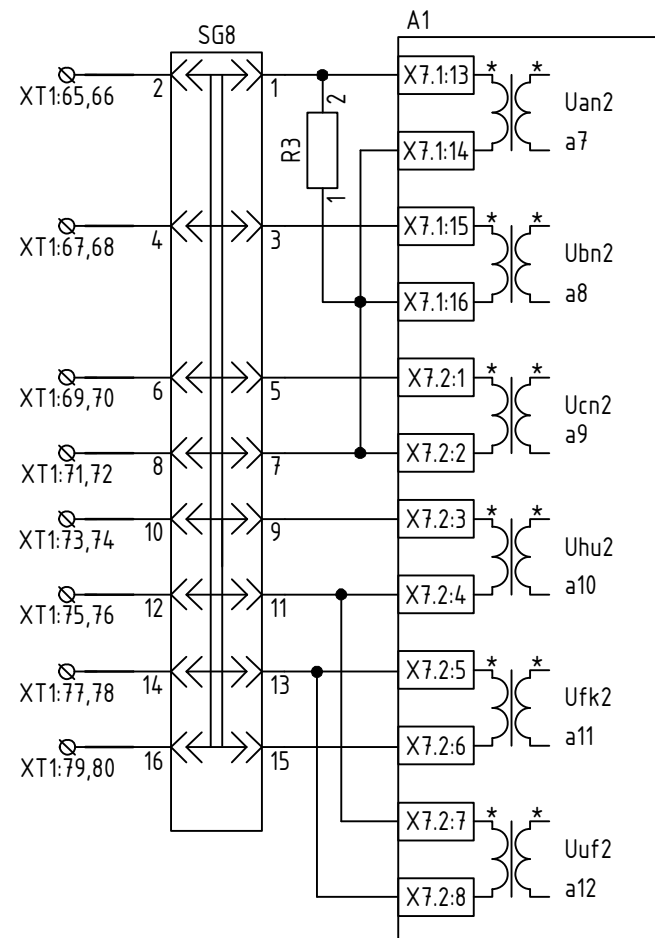 A1
SG8
XT1:65,66
2
1
X7.1:13
*
*
Uan2
a7
2
R3
1
X7.1:14
XT1:67,68
4
3
X7.1:15
*
*
Ubn2
a8
X7.1:16
XT1:69,70
6
5
X7.2:1
*
*
Ucn2
a9
XT1:71,72
8
7
X7.2:2
XT1:73,74
10
9
X7.2:3
*
*
Uhu2
a10
XT1:75,76
12
11
X7.2:4
XT1:77,78
14
13
X7.2:5
*
*
Ufk2
a11
XT1:79,80
16
15
X7.2:6
X7.2:7
*
*
Uuf2
a12
X7.2:8